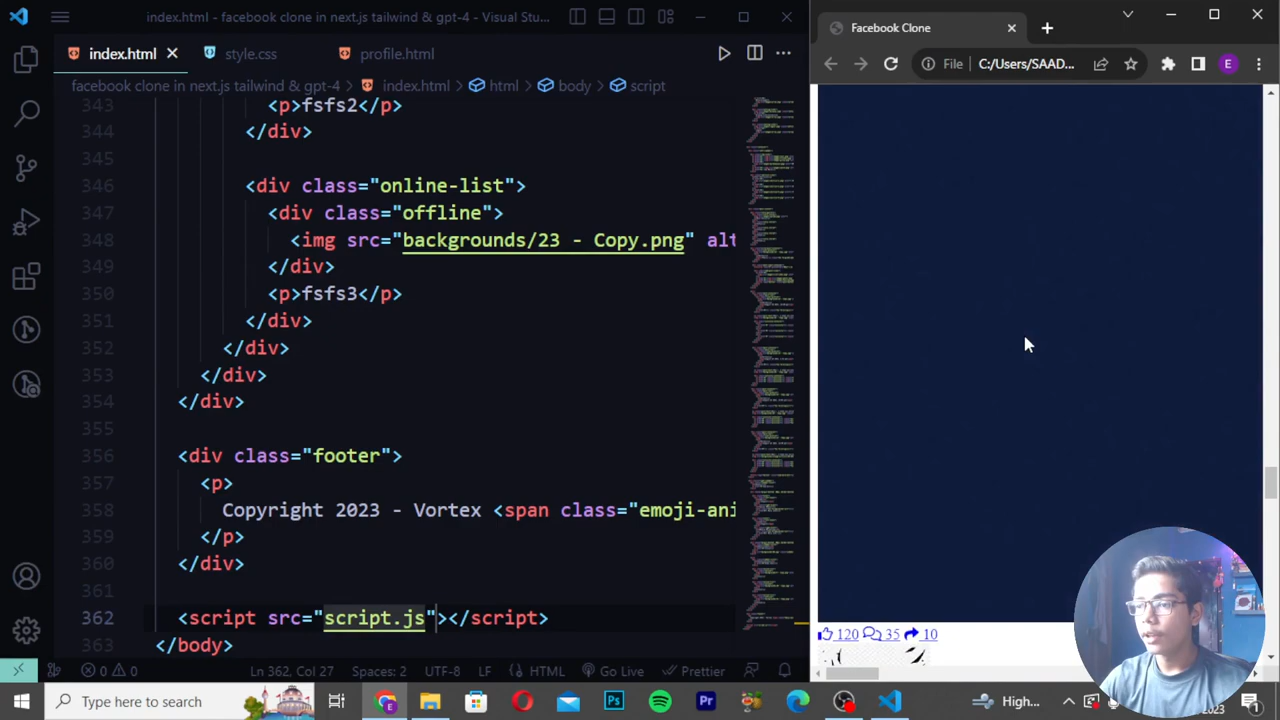 index.html - facebook clone in next.js tailwind & gpt-4 - Visual Stu...
index.html
style.css
profile.html
facebook clone in next.js tailwind & gpt-4 > index.html > html > body > script
343 <p>fsfs2</p>
344 </div>
345
346 <div class="online-list">
347 <div class="offline">
348 <img src="backgrounds/23 - Copy.png" alt
349 </div>
350 <p>fsfs3</p>
351 </div>
352 </div>
353 </div>
354 </div>
355
356 <div class="footer">
357 <p>
358 Copyright 2023 - Vortex <span class="emoji-ani
359 </p>
360 </div>
361
362 <script src="script.js"></script>
363 </body>
0 0 Ln 362, Col 27 Spaces: 2 UTF-8 LF HTML Go Live Prettier
Facebook Clone
File C:/Users/SAAD...
E
120 35 10
Type here to search
Ps
Pr
High...
2023
1